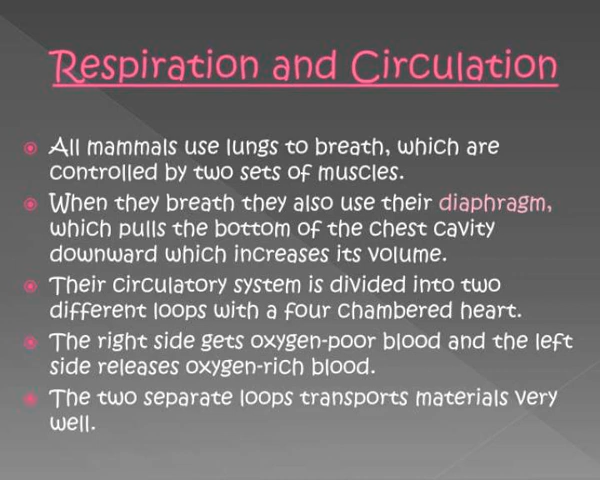 Respiration and Circulation
All mammals use lungs to breath, which are
controlled by two sets of muscles.
When they breath they also use their diaphragm,
which pulls the bottom of the chest cavity
downward which increases its volume.
Their circulatory system is divided into two
different loops with a four chambered heart.
The right side gets oxygen-poor blood and the left
side releases oxygen-rich blood.
The two separate loops transports materials very
well.